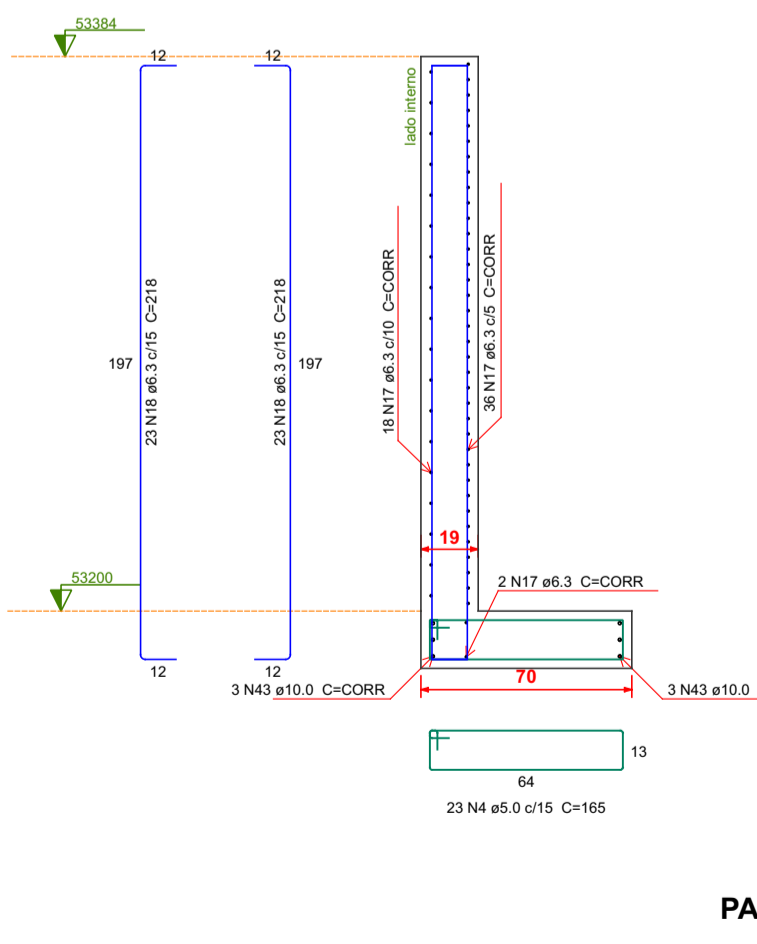 53384
12
12
lado interno
23 N18 ø6.3 c/15 C=218
197
23 N18 ø6.3 c/15 C=218
197
18 N17 ø6.3 c/10 C=CORR
36 N17 ø6.3 c/5 C=CORR
19
53200
2 N17 ø6.3 C=CORR
12
12
3 N43 ø10.0 C=CORR
70
3 N43 ø10.0
13
64
23 N4 ø5.0 c/15 C=165
PA